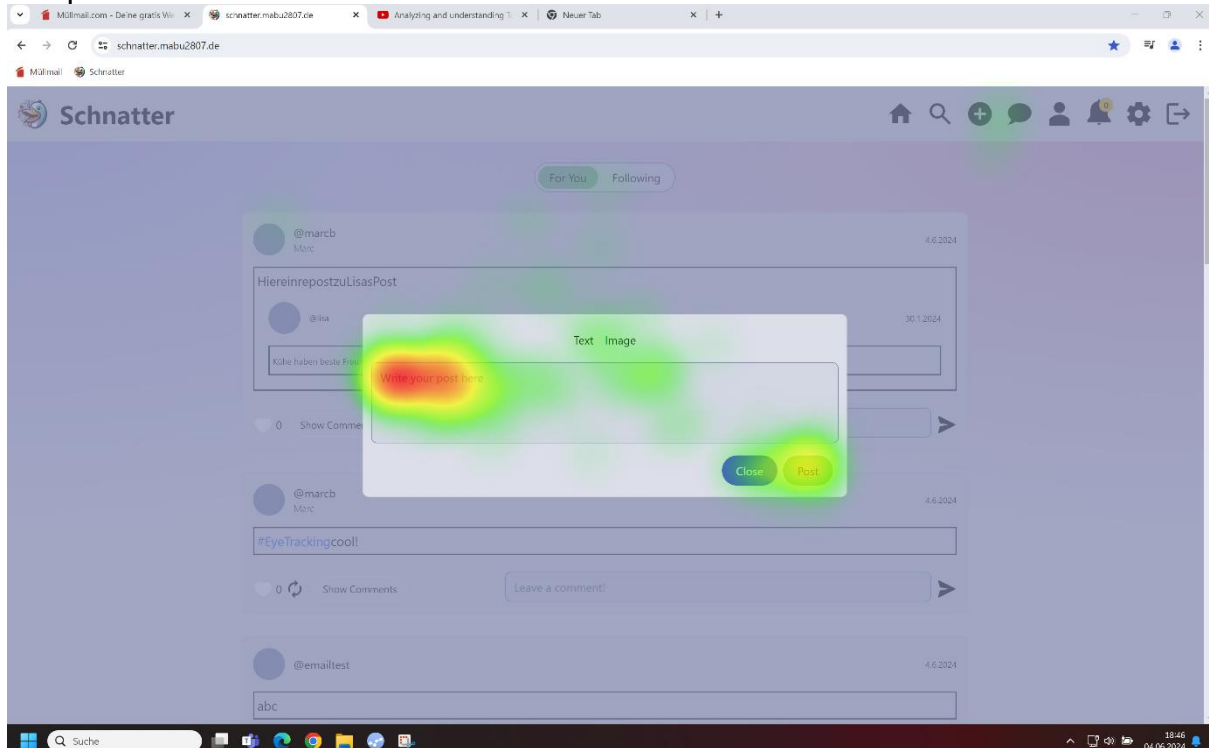 Müllmail.com - Deine gratis We
schnatter.mabu2807.de
Analyzing and understanding
Neuer Tab
schnatter.mabu2807.de
Müllmail Schnatter
Schnatter
0
For You Following
@marcb
Marc
4.6.2024
HiereinrepostzuLisasPost
@lisa
30.1.2024
Kühe haben beste
Text Image
Write your post here
0 Show Comme
Close Post
@marcb
Marc
4.6.2024
#EyeTrackingcool!
0 Show Comments Leave a comment!
@emailtest
4.6.2024
abc
Suche
18:46
04.06.2024